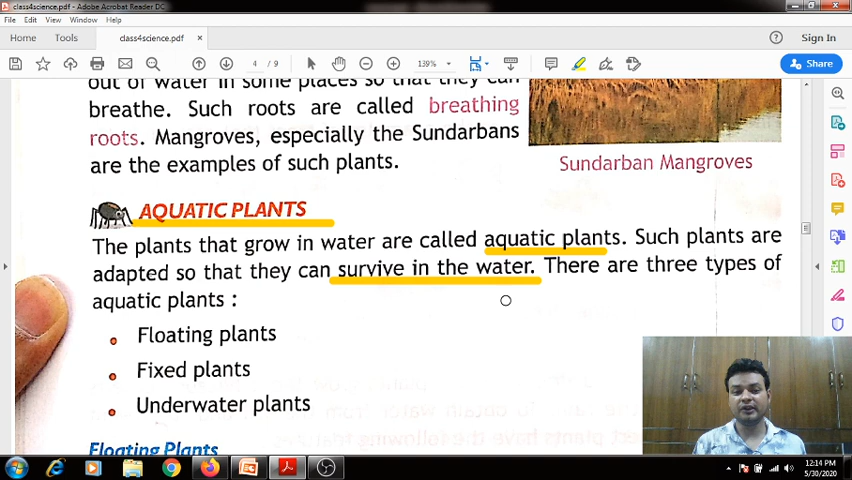 class4science.pdf - Adobe Acrobat Reader DC
File Edit View Window Help
Home Tools class4science.pdf × Sign In
4 / 9 139% Share
out of water in some places so that they can
breathe. Such roots are called breathing
roots. Mangroves, especially the Sundarbans
are the examples of such plants.
Sundarban Mangroves
AQUATIC PLANTS
The plants that grow in water are called aquatic plants. Such plants are
adapted so that they can survive in the water. There are three types of
aquatic plants :
Floating plants
Fixed plants
Underwater plants
Floating Plants
12:14 PM
5/30/2020